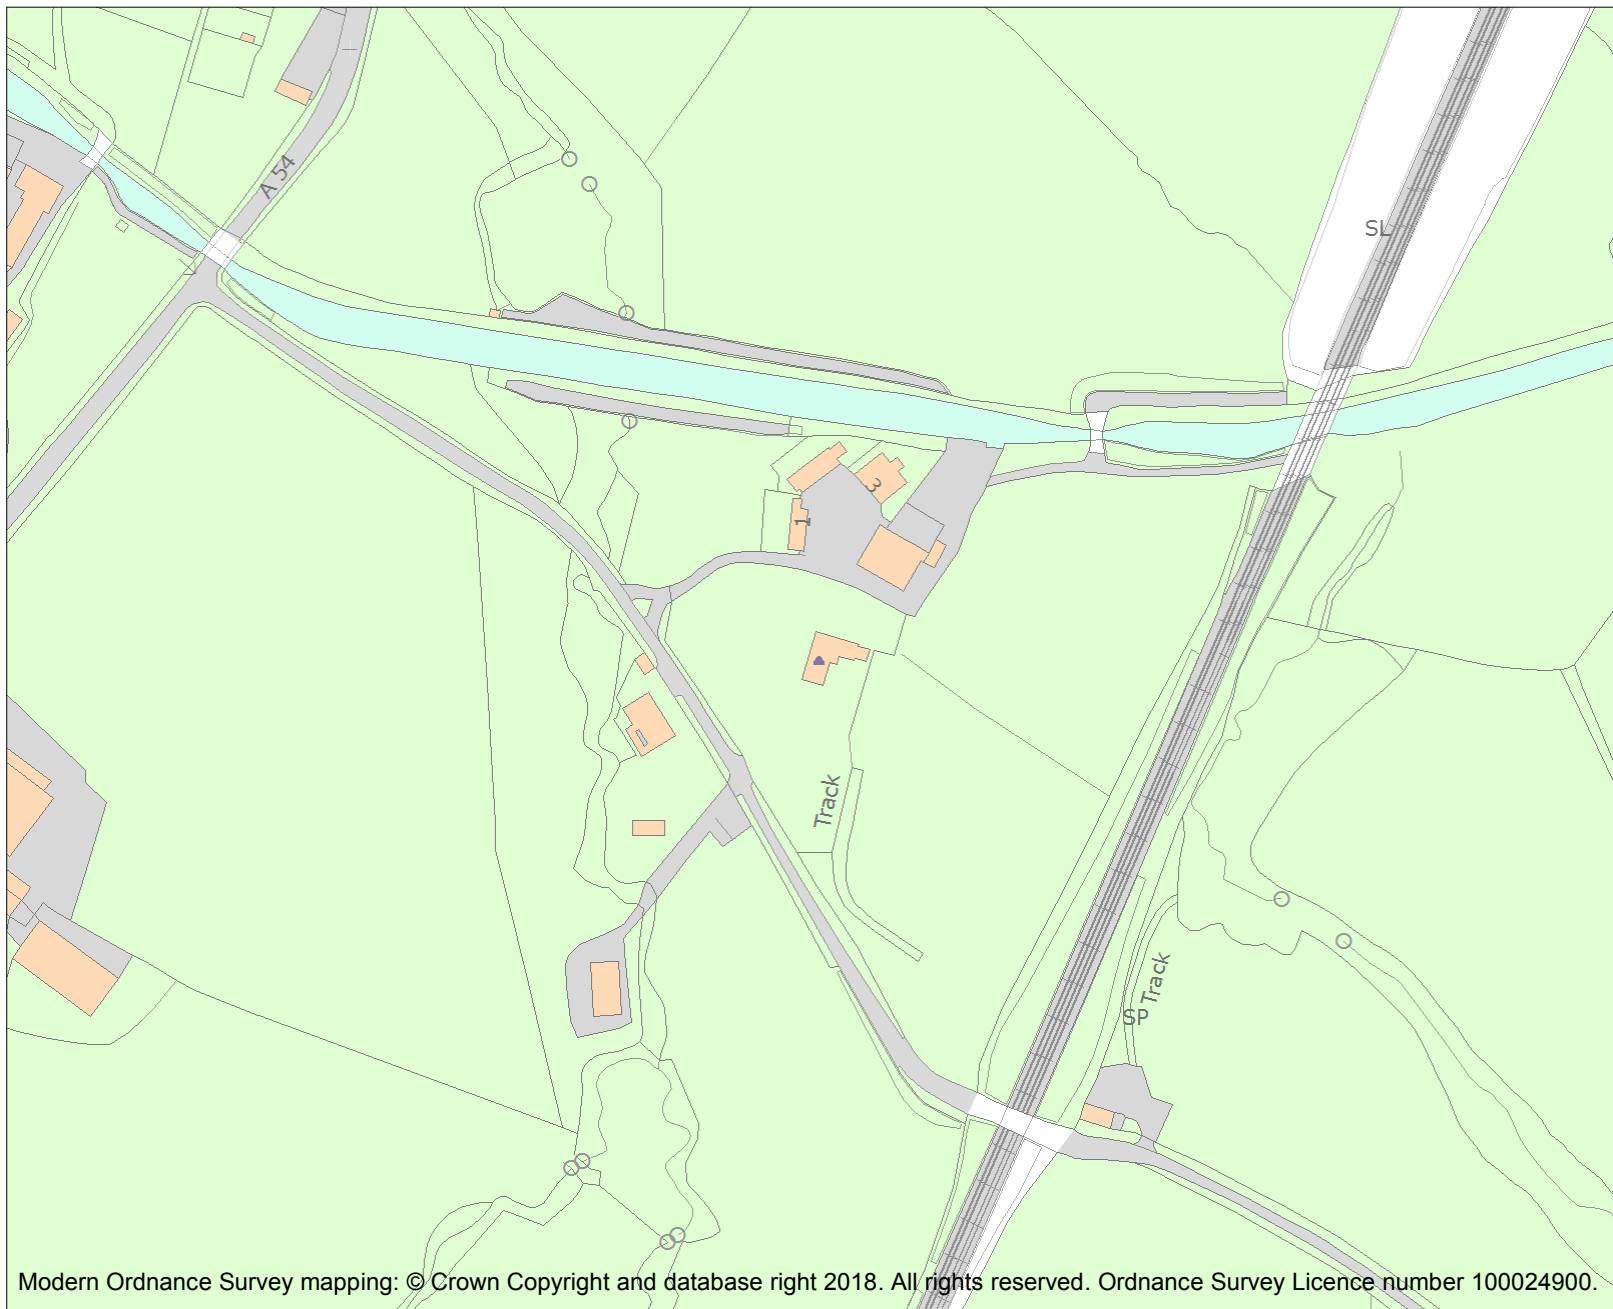 A 54
SL
3
1
Track
Track
SP
Modern Ordnance Survey mapping: © Crown Copyright and database right 2018. All rights reserved. Ordnance Survey Licence number 100024900.